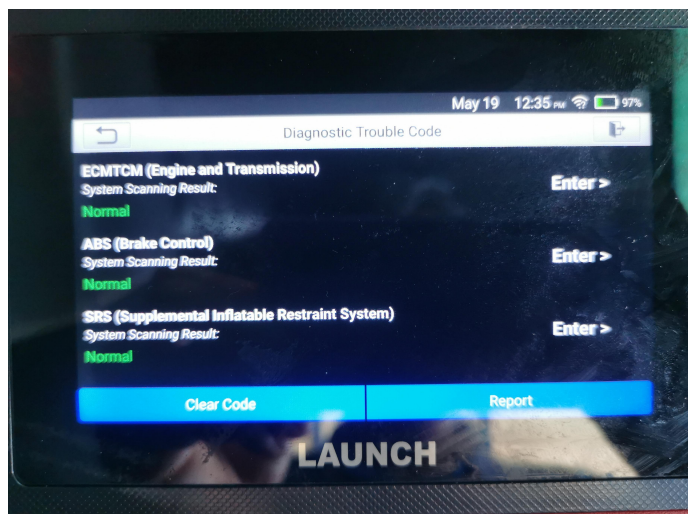 May 19 12:35 PM 97%
Diagnostic Trouble Code
ECMTCM (Engine and Transmission)
System Scanning Result:
Enter >
Normal
ABS (Brake Control)
System Scanning Result:
Enter >
Normal
SRS (Supplemental Inflatable Restraint System)
System Scanning Result:
Enter >
Normal
Clear Code
Report
LAUNCH